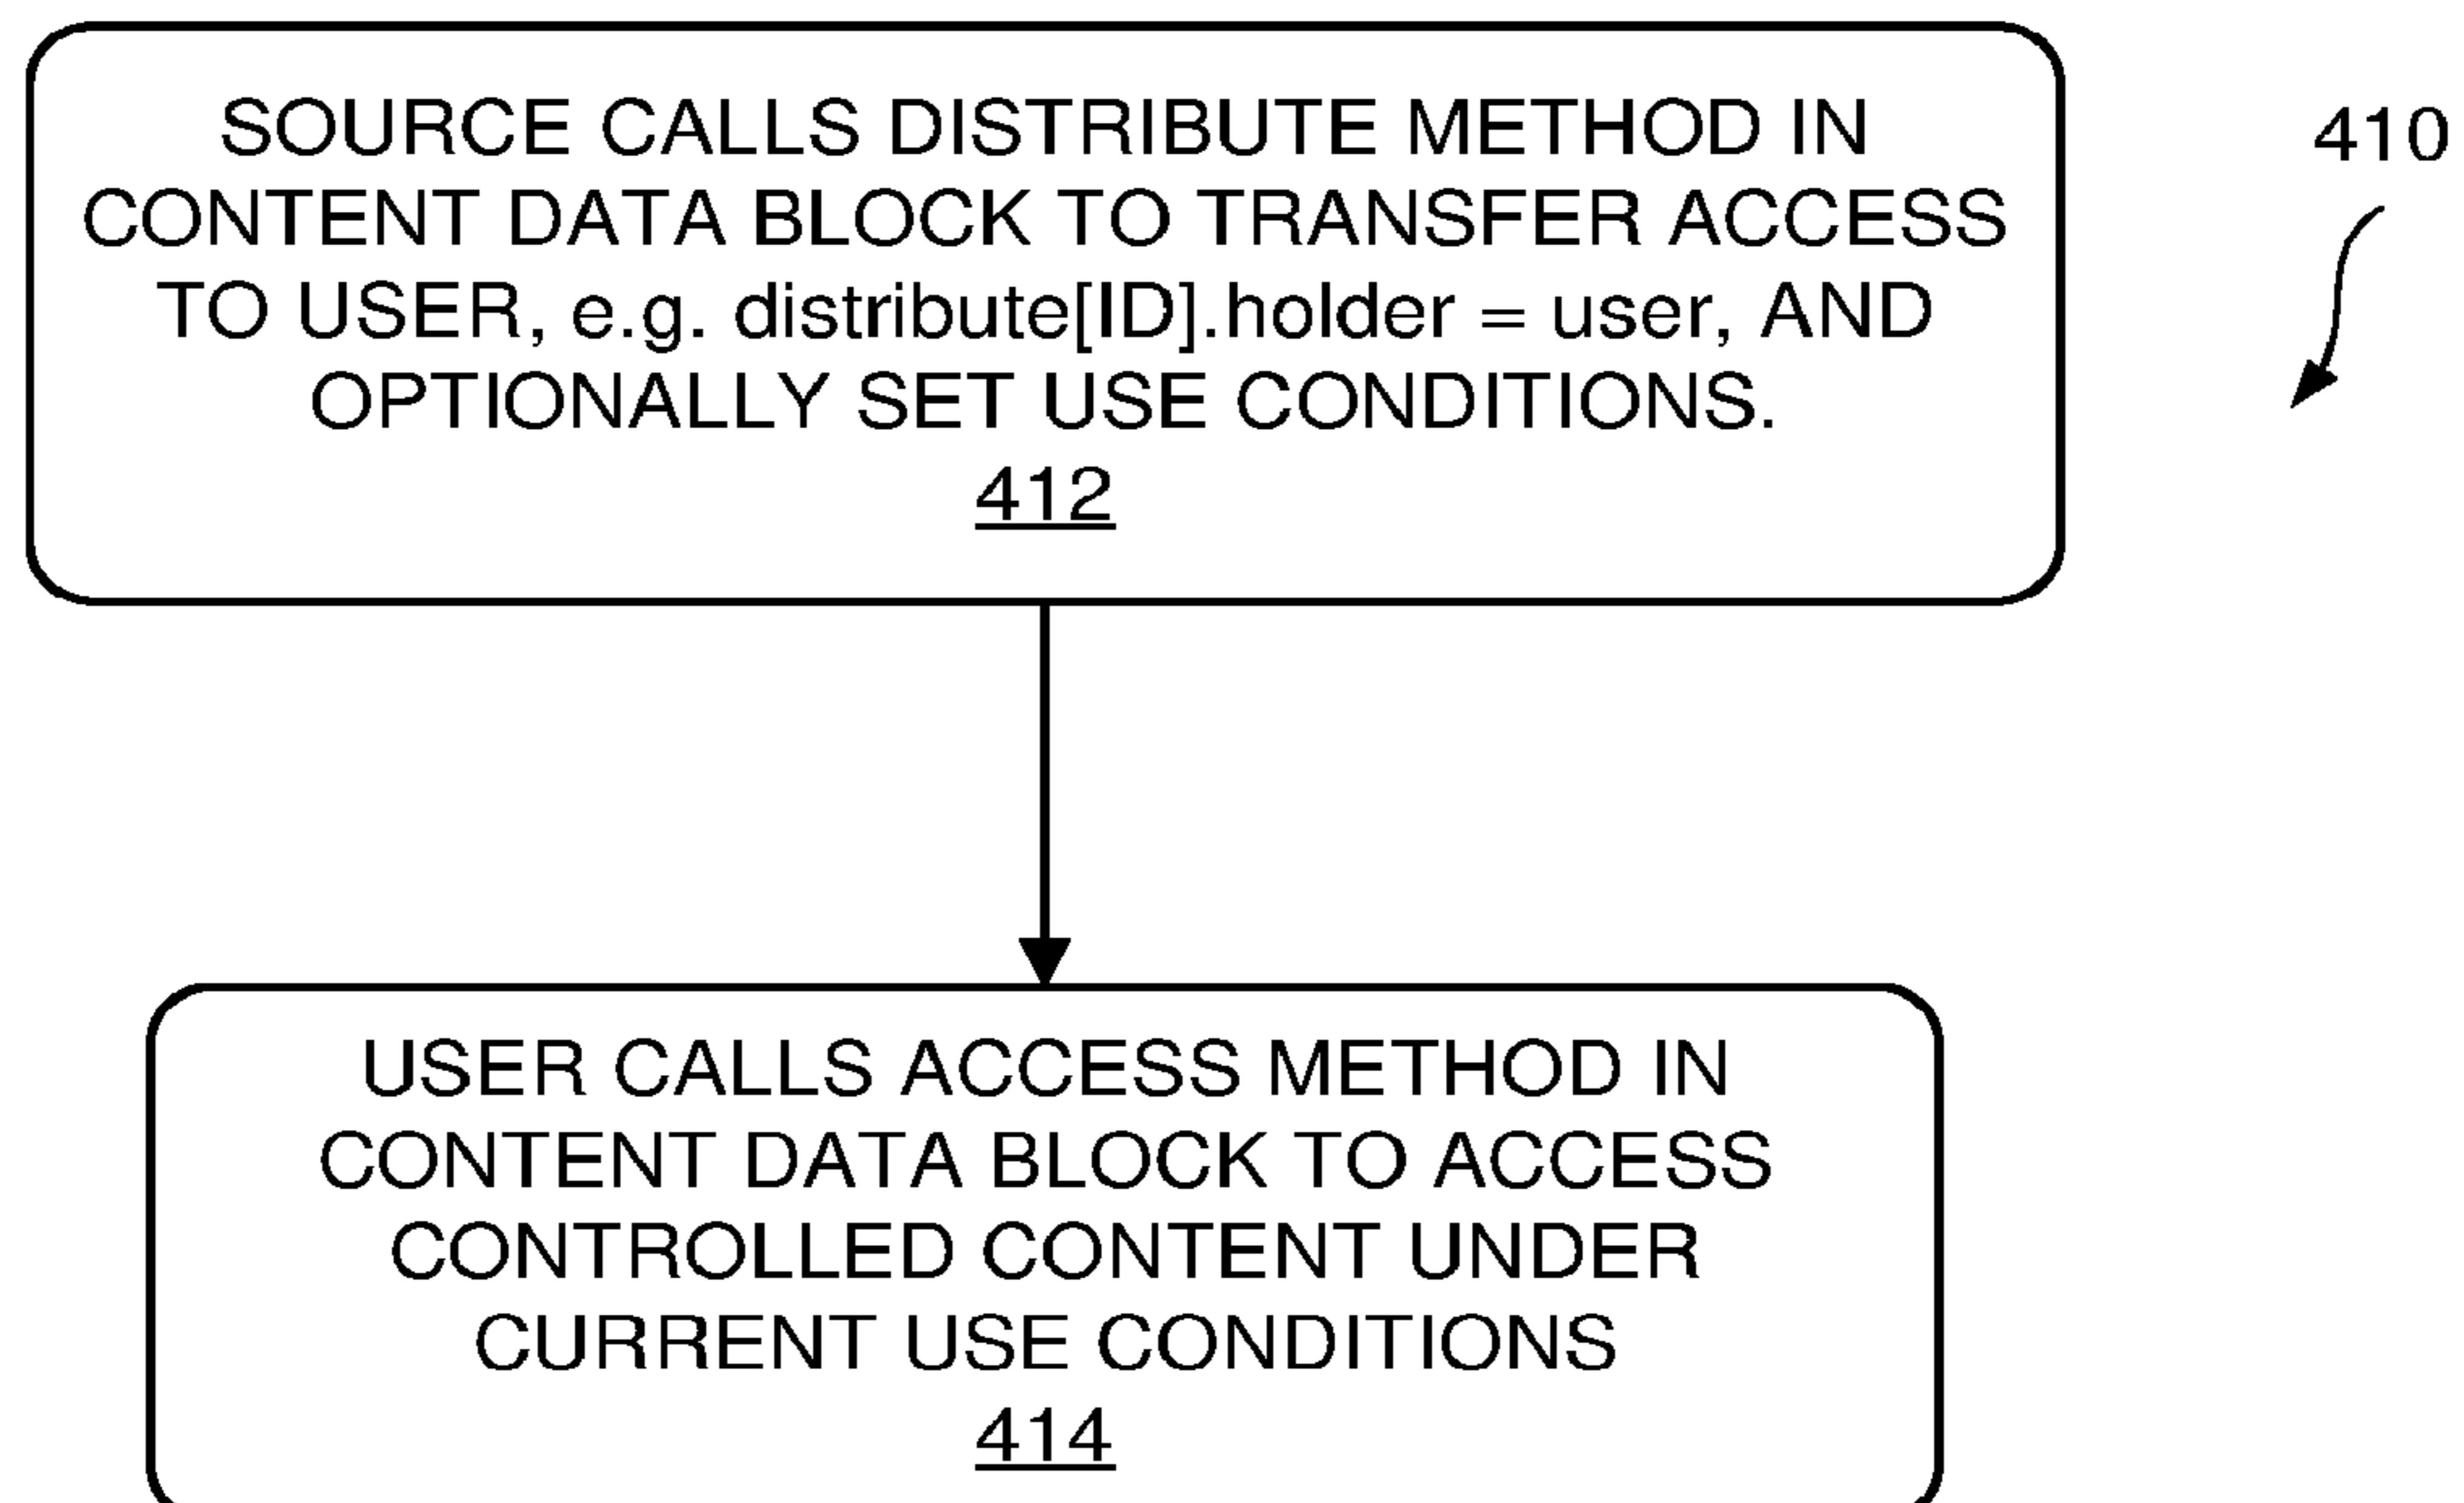 SOURCE CALLS DISTRIBUTE METHOD IN
CONTENT DATA BLOCK TO TRANSFER ACCESS
TO USER, e.g. distribute[ID].holder = user, AND
OPTIONALLY SET USE CONDITIONS.
412
410
USER CALLS ACCESS METHOD IN
CONTENT DATA BLOCK TO ACCESS
CONTROLLED CONTENT UNDER
CURRENT USE CONDITIONS
414